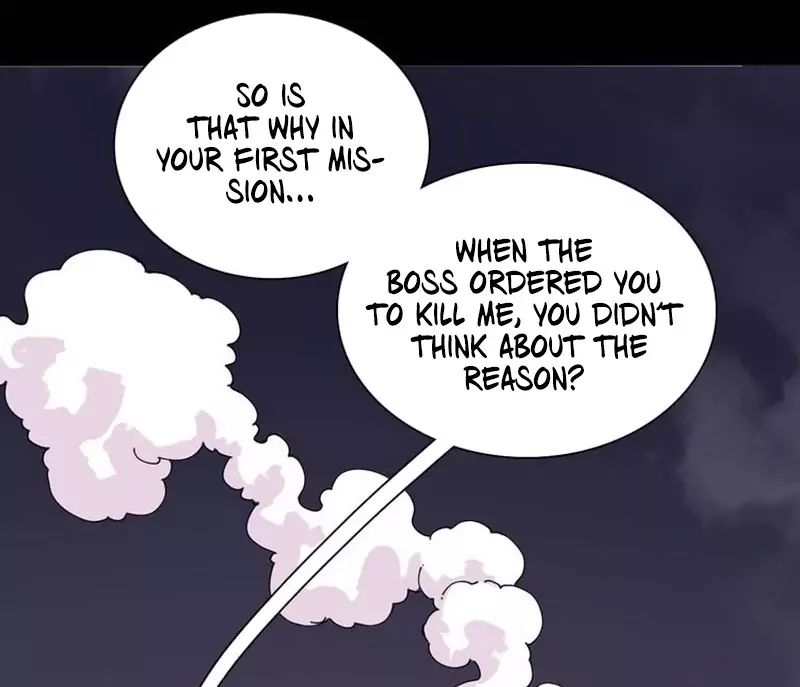 SO IS
THAT WHY IN
YOUR FIRST MIS-
SION...
WHEN THE
BOSS ORDERED YOU
TO KILL ME, YOU DIDN'T
THINK ABOUT THE
REASON?